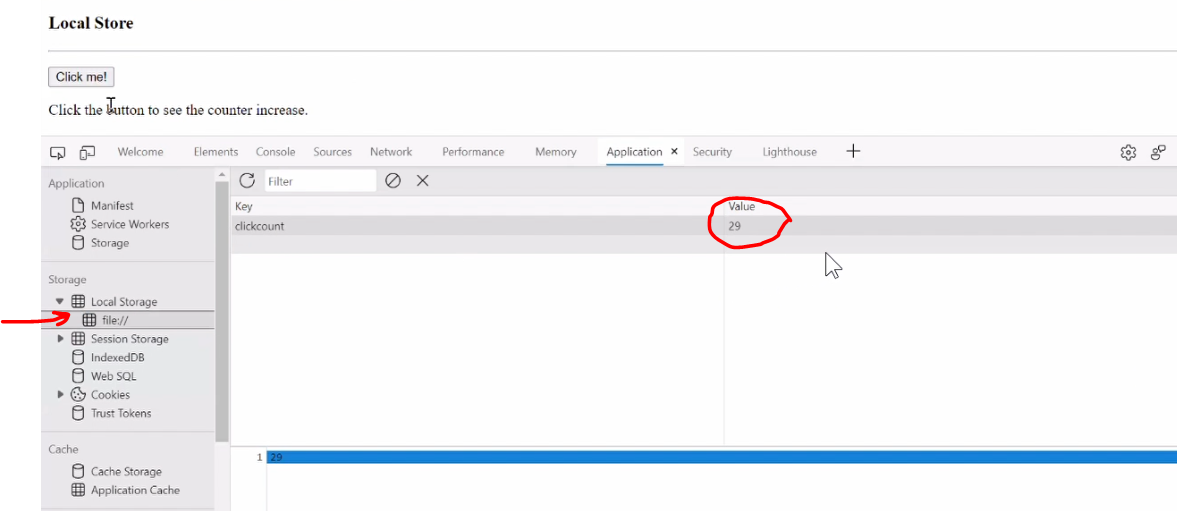 Local Store
Click me!
Click the button to see the counter increase.
Welcome Elements Console Sources Network Performance Memory Application Security Lighthouse
Application
Filter
Manifest
Key Value
Service Workers
clickcount 29
Storage
Storage
Local Storage
file://
Session Storage
IndexedDB
Web SQL
Cookies
Trust Tokens
Cache
1 29
Cache Storage
Application Cache